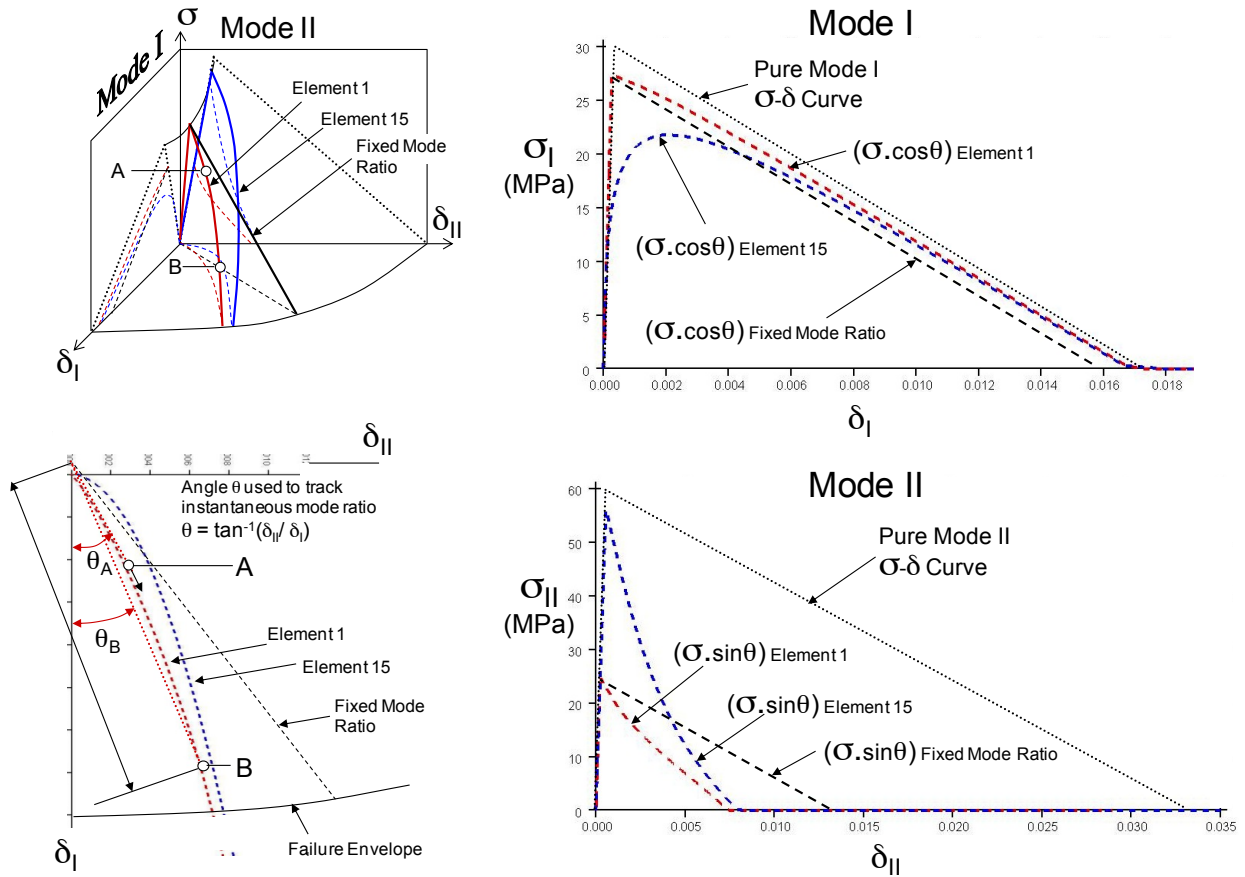 σ
Mode II
Mode I
Element 1
Element 15
Fixed Mode
Ratio
A
B
δII
δI
Mode I
30
25
20
15
10
5
0
σI
(MPa)
Pure Mode I
σ-δ Curve
(σ.cosθ) Element 1
(σ.cosθ) Element 15
(σ.cosθ) Fixed Mode Ratio
0.000 0.002 0.004 0.006 0.008 0.010 0.012 0.014 0.016 0.018
δI
δII
302 304 306 308 310
Angle θ used to track
instantaneous mode ratio
θ = tan-1(δII/ δI)
θA
A
θB
Element 1
Element 15
Fixed Mode
Ratio
B
δI
Failure Envelope
Mode II
60
50
40
30
20
10
0
σII
(MPa)
Pure Mode II
σ-δ Curve
(σ.sinθ) Element 1
(σ.sinθ) Element 15
(σ.sinθ) Fixed Mode Ratio
0.000 0.005 0.010 0.015 0.020 0.025 0.030 0.035
δII